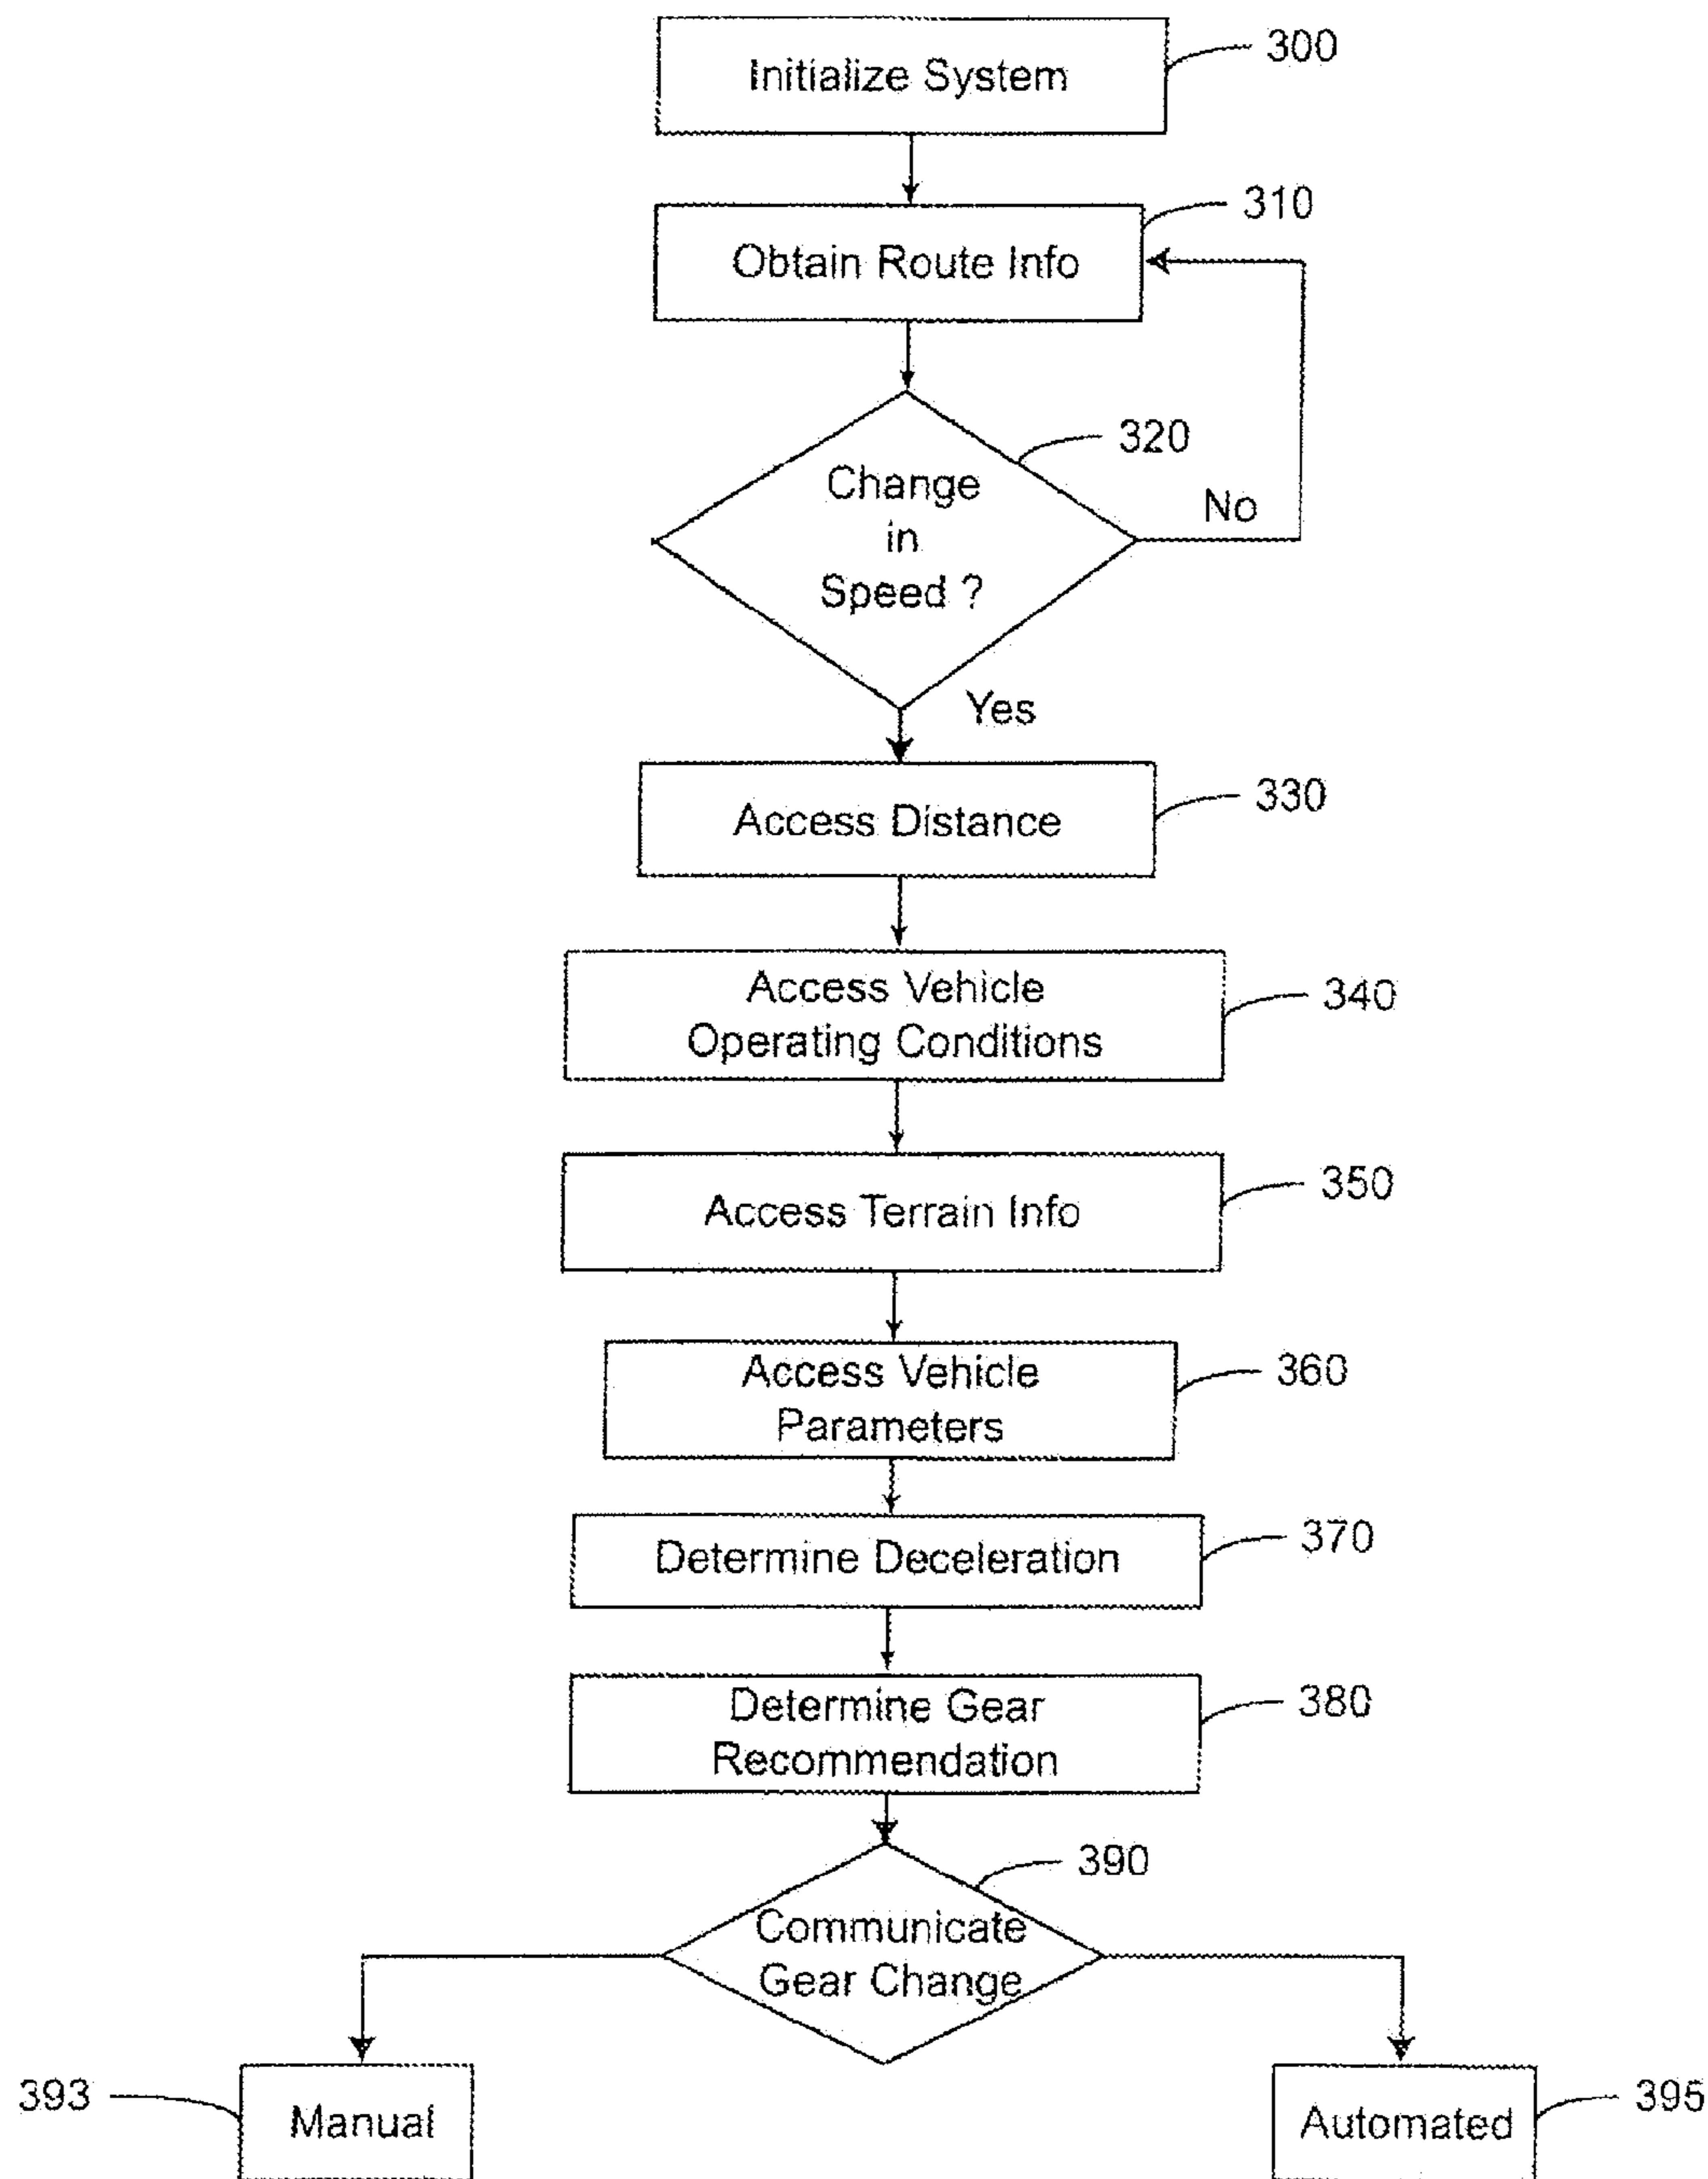 Initialize System
300
Obtain Route Info
310
Change
in
Speed ?
320
No
Yes
Access Distance
330
Access Vehicle
Operating Conditions
340
Access Terrain Info
350
Access Vehicle
Parameters
360
Determine Deceleration
370
Determine Gear
Recommendation
380
Communicate
Gear Change
390
393
Manual
Automated
395